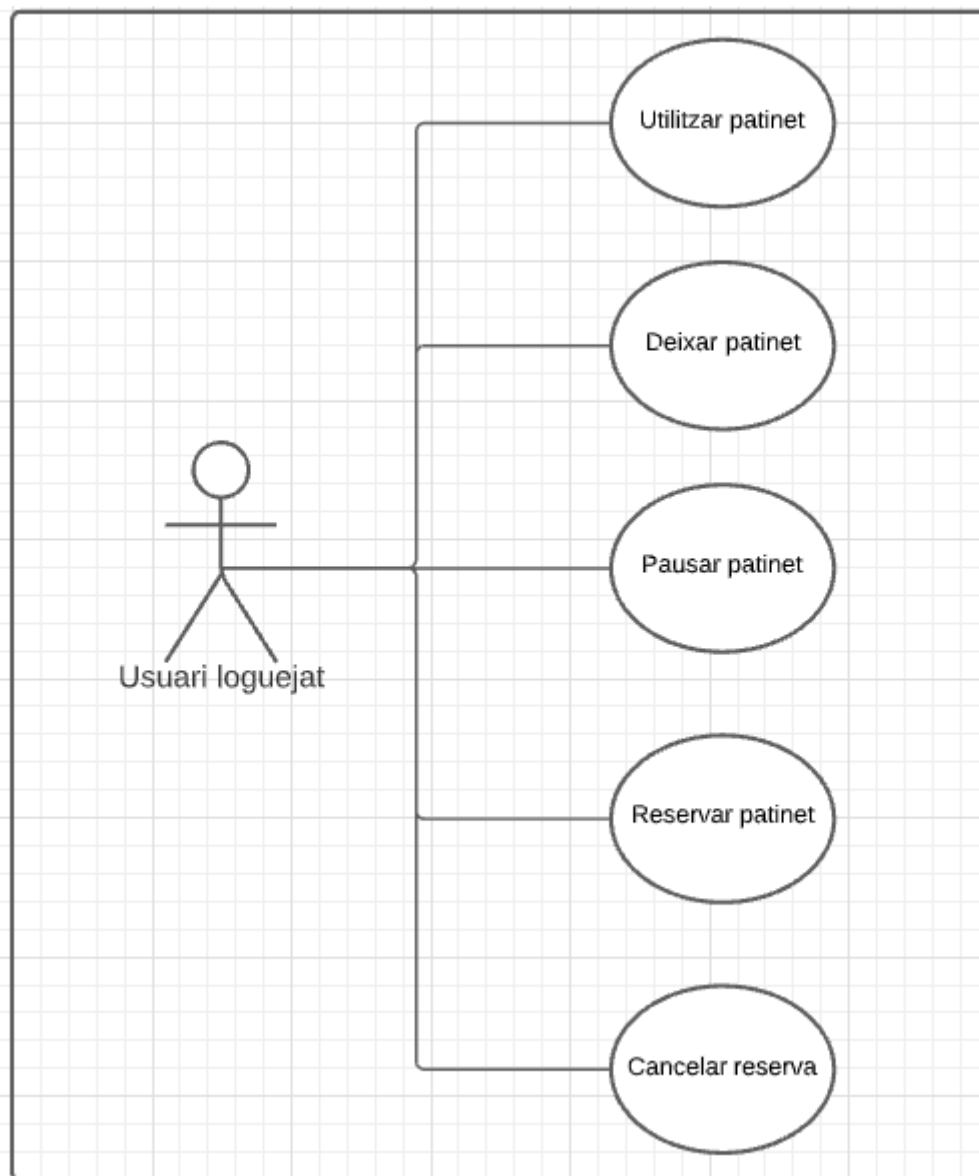 Utilitzar patinet
Deixar patinet
Pausar patinet
Usuari loguejat
Reservar patinet
Cancelar reserva